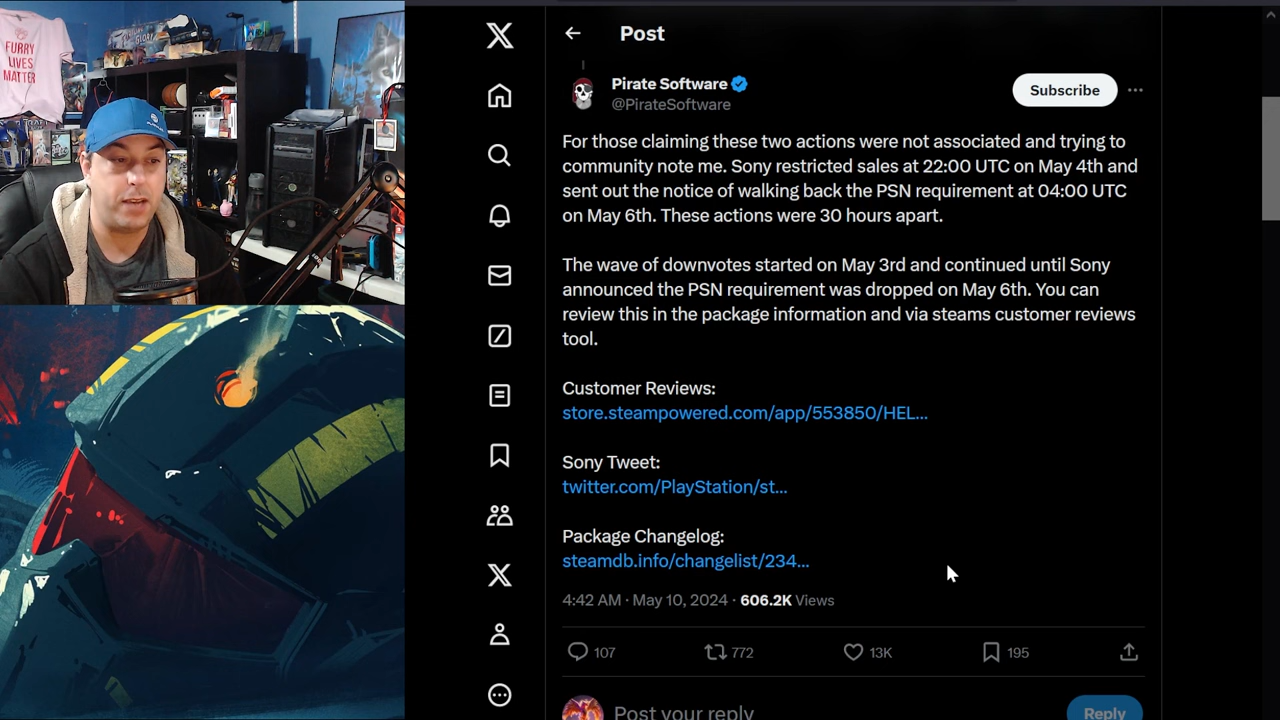 FURRY
LIVES
MATTER
Post
Pirate Software
@PirateSoftware
Subscribe
For those claiming these two actions were not associated and trying to
community note me. Sony restricted sales at 22:00 UTC on May 4th and
sent out the notice of walking back the PSN requirement at 04:00 UTC
on May 6th. These actions were 30 hours apart.
The wave of downvotes started on May 3rd and continued until Sony
announced the PSN requirement was dropped on May 6th. You can
review this in the package information and via steams customer reviews
tool.
Customer Reviews:
store.steampowered.com/app/553850/HEL...
Sony Tweet:
twitter.com/PlayStation/st...
Package Changelog:
steamdb.info/changelist/234...
4:42 AM · May 10, 2024 · 606.2K Views
107 772 13K 195
Post your reply
Reply